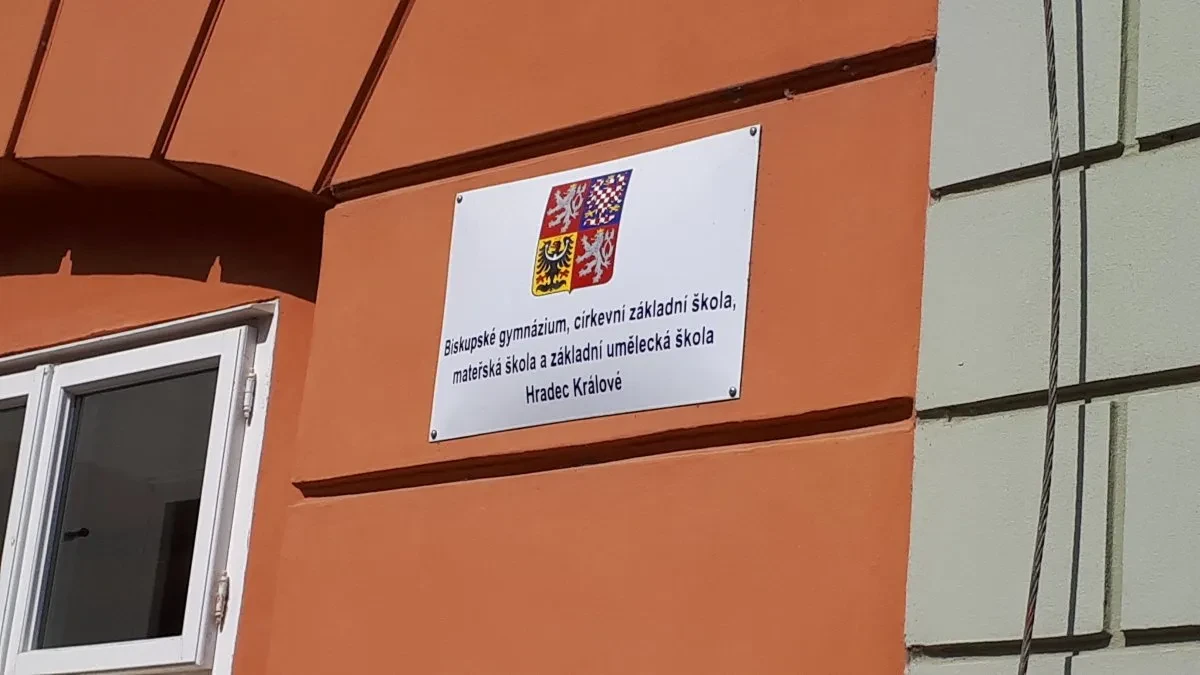 Biskupské gymnázium, církevní základní škola,
mateřská škola a základní umělecká škola
Hradec Králové